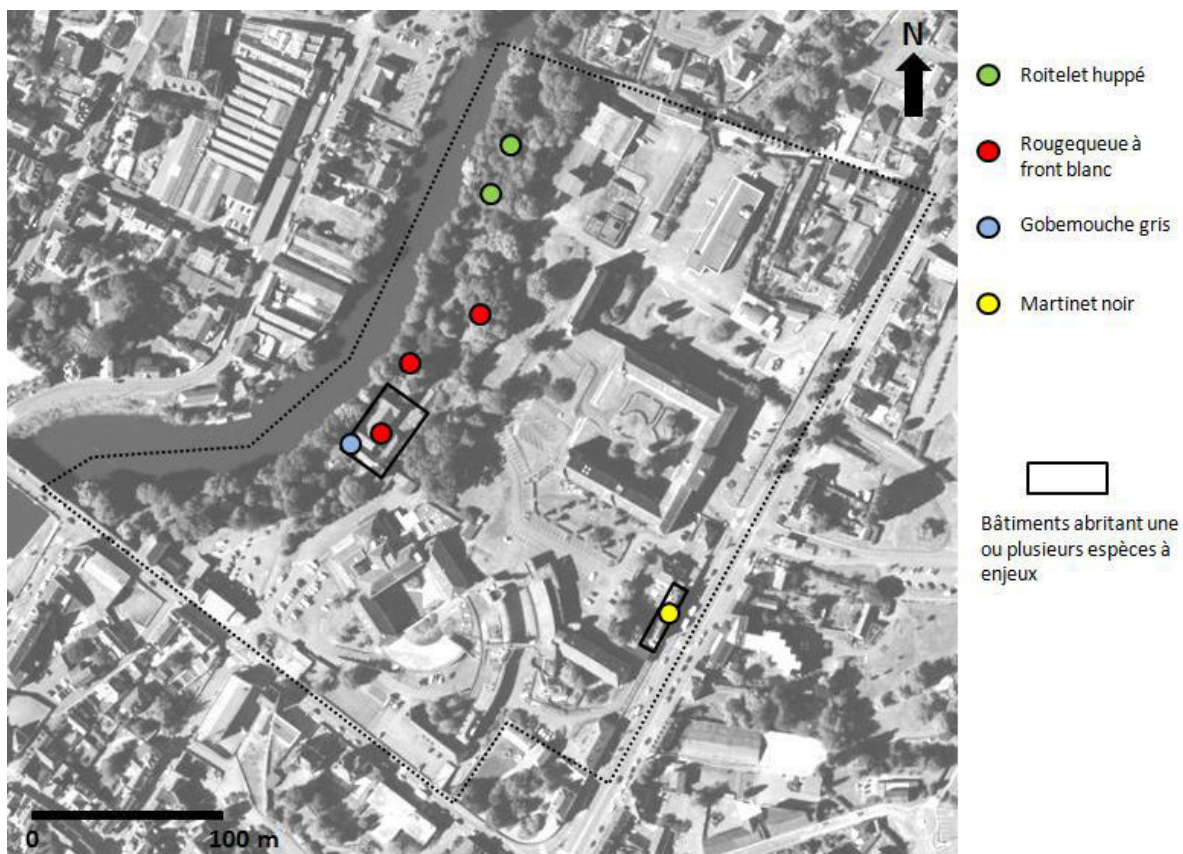 N
Roitelet huppé
Rougequeue à
front blanc
Gobemouche gris
Martinet noir
Bâtiments abritant une
ou plusieurs espèces à
enjeux
0
100 m